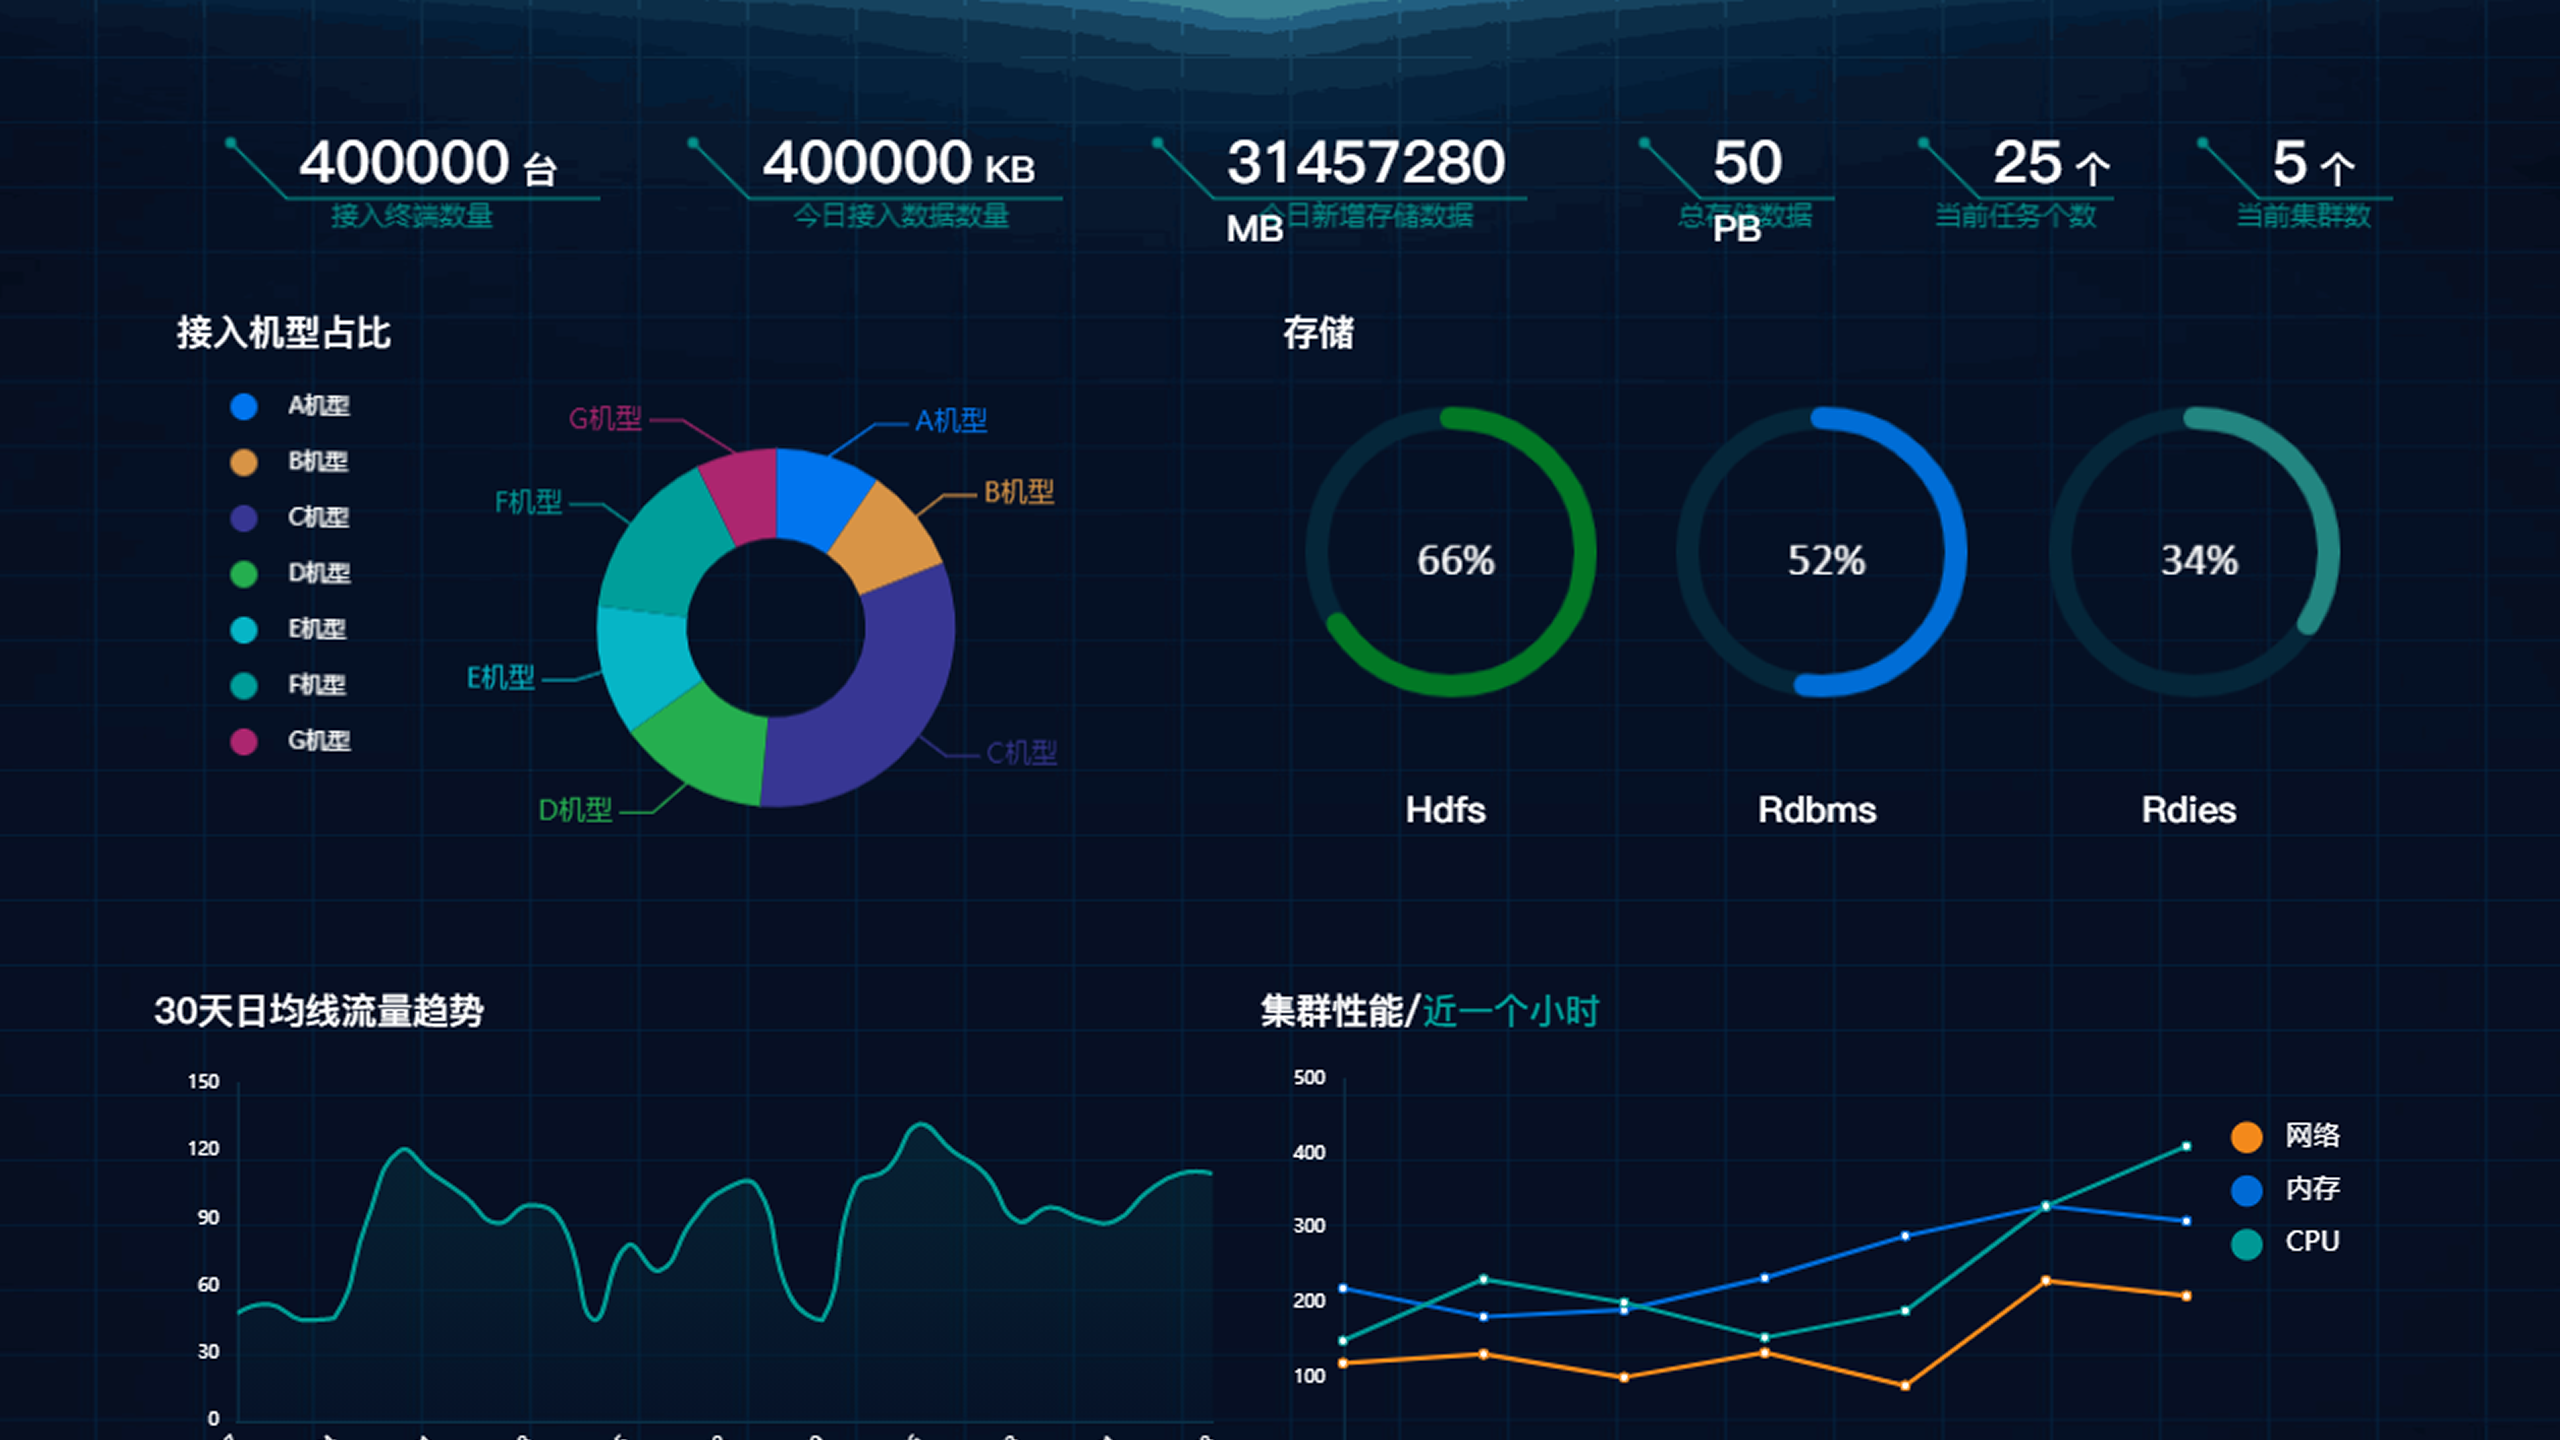 400000 台
接入终端数量
400000 KB
今日接入数据数量
31457280
MB
今日新增存储数据
50
PB
总存储数据
25 个
当前任务个数
5 个
当前集群数
接入机型占比
A机型
B机型
C机型
D机型
E机型
F机型
G机型
G机型
A机型
F机型
B机型
E机型
C机型
D机型
存储
66%
52%
34%
Hdfs
Rdbms
Rdies
30天日均线流量趋势
150
120
90
60
30
0
集群性能/近一个小时
500
400
300
200
100
网络
内存
CPU